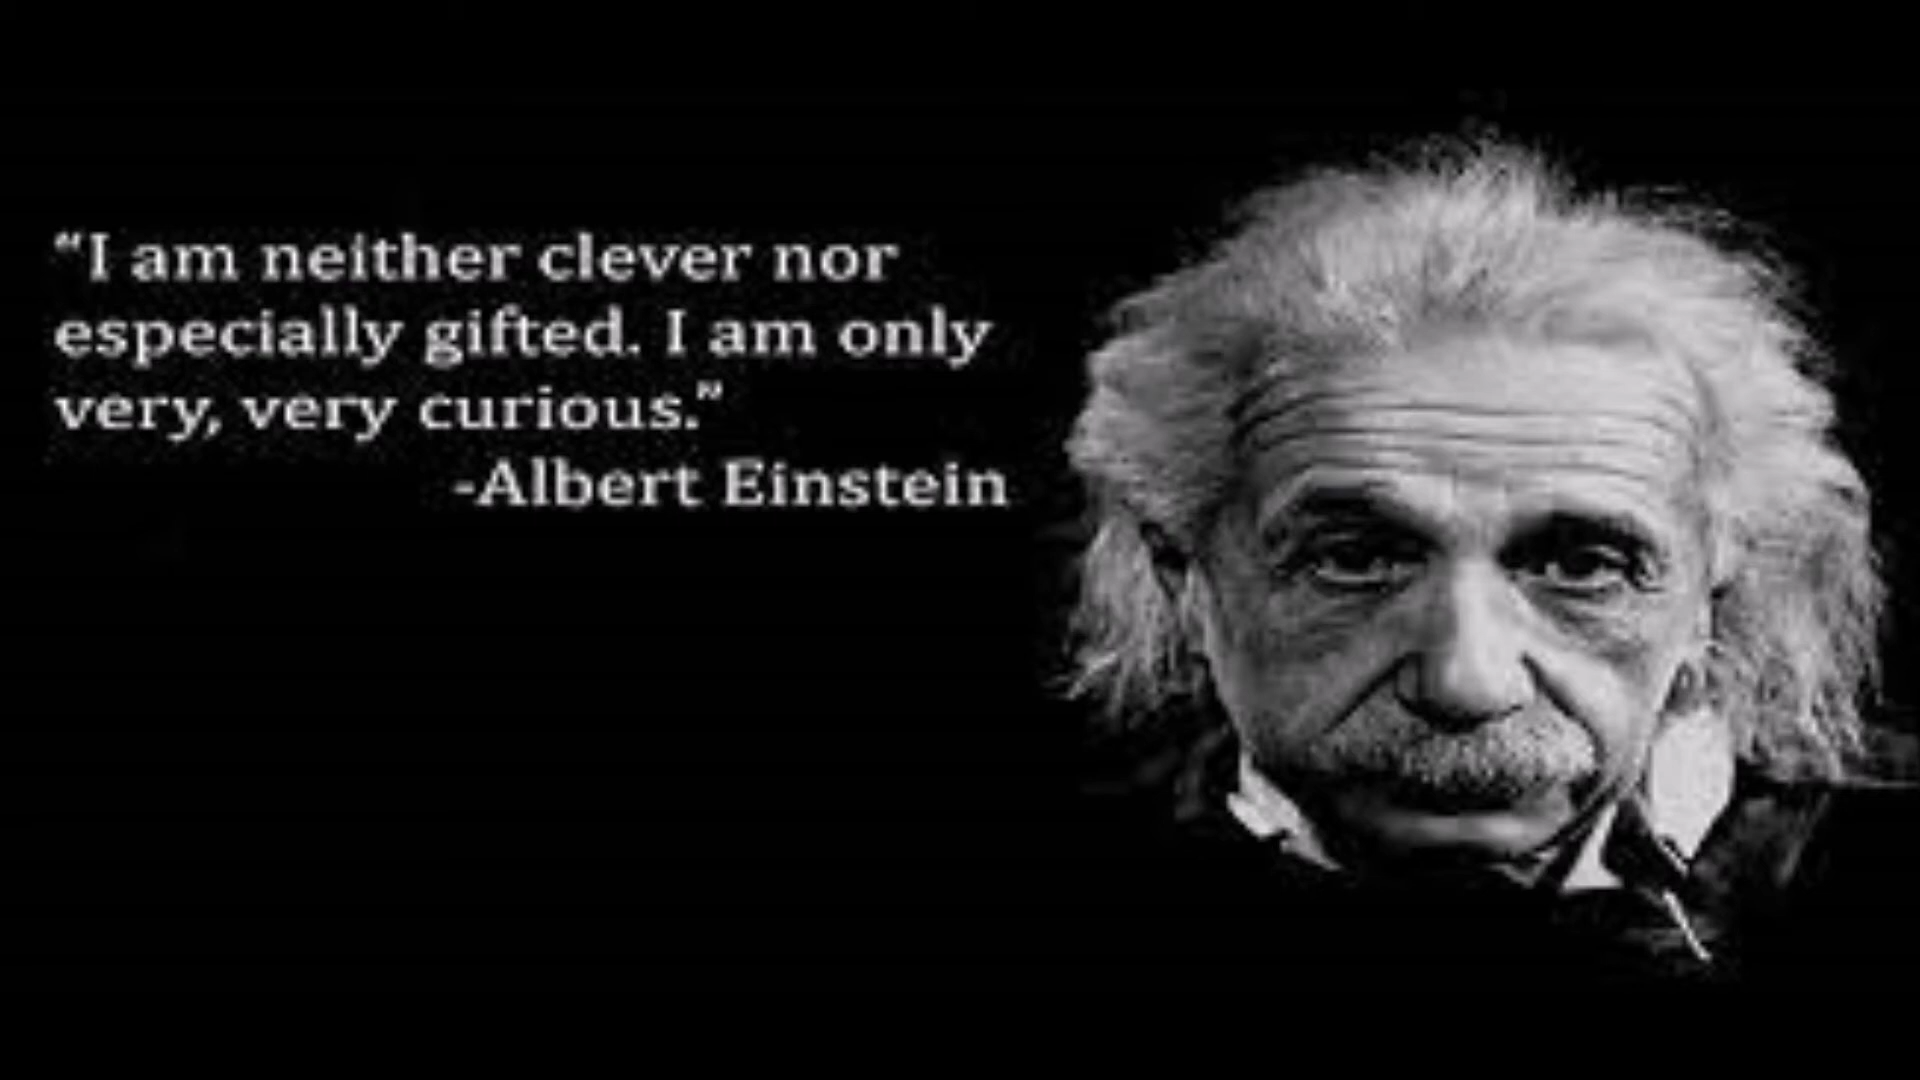 “I am neither clever nor
especially gifted. I am only
very, very curious.”
-Albert Einstein